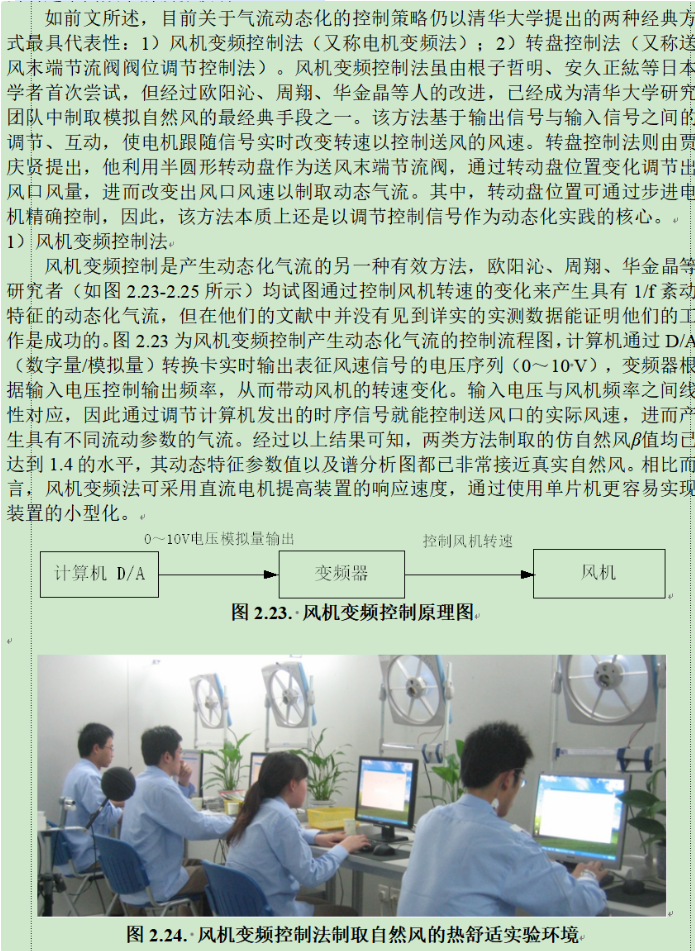 如前文所述，目前关于气流动态化的控制策略仍以清华大学提出的两种经典方
式最具代表性：1）风机变频控制法（又称电机变频法）；2）转盘控制法（又称送
风末端节流阀阀位调节控制法）。风机变频控制法虽由根子哲明、安久正紘等日本
学者首次尝试，但经过欧阳沁、周翔、华金晶等人的改进，已经成为清华大学研究
团队中制取模拟自然风的最经典手段之一。该方法基于输出信号与输入信号之间的
调节、互动，使电机跟随信号实时改变转速以控制送风的风速。转盘控制法则由贾
庆贤提出，他利用半圆形转动盘作为送风末端节流阀，通过转动盘位置变化调节出
风口风量，进而改变出风口风速以制取动态气流。其中，转动盘位置可通过步进电
机精确控制，因此，该方法本质上还是以调节控制信号作为动态化实践的核心。
1）风机变频控制法
风机变频控制是产生动态化气流的另一种有效方法，欧阳沁、周翔、华金晶等
研究者（如图 2.23-2.25 所示）均试图通过控制风机转速的变化来产生具有 1/f 紊动
特征的动态化气流，但在他们的文献中并没有见到详实的实测数据能证明他们的工
作是成功的。图 2.23 为风机变频控制产生动态化气流的控制流程图，计算机通过 D/A
（数字量/模拟量）转换卡实时输出表征风速信号的电压序列（0～10 V），变频器根
据输入电压控制输出频率，从而带动风机的转速变化。输入电压与风机频率之间线
性对应，因此通过调节计算机发出的时序信号就能控制送风口的实际风速，进而产
生具有不同流动参数的气流。经过以上结果可知，两类方法制取的仿自然风β值均已
达到 1.4 的水平，其动态特征参数值以及谱分析图都已非常接近真实自然风。相比而
言，风机变频法可采用直流电机提高装置的响应速度，通过使用单片机更容易实现
装置的小型化。
0～10V电压模拟量输出
控制风机转速
计算机 D/A
变频器
风机
图 2.23. 风机变频控制原理图
图 2.24. 风机变频控制法制取自然风的热舒适实验环境